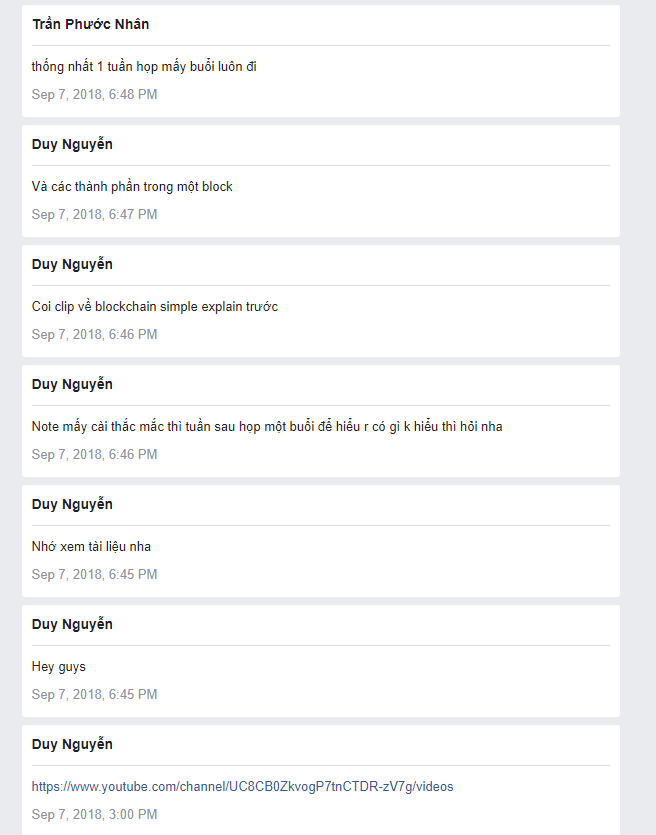 Trần Phước Nhân
thống nhất 1 tuần họp mấy buổi luôn đi
Sep 7, 2018, 6:48 PM
Duy Nguyễn
Và các thành phần trong một block
Sep 7, 2018, 6:47 PM
Duy Nguyễn
Coi clip về blockchain simple explain trước
Sep 7, 2018, 6:46 PM
Duy Nguyễn
Note mấy cài thắc mắc thì tuần sau họp một buổi để hiểu r có gì k hiểu thì hỏi nha
Sep 7, 2018, 6:46 PM
Duy Nguyễn
Nhớ xem tài liệu nha
Sep 7, 2018, 6:45 PM
Duy Nguyễn
Hey guys
Sep 7, 2018, 6:45 PM
Duy Nguyễn
https://www.youtube.com/channel/UC8CB0ZkvogP7tnCTDR-zV7g/videos
Sep 7, 2018, 3:00 PM